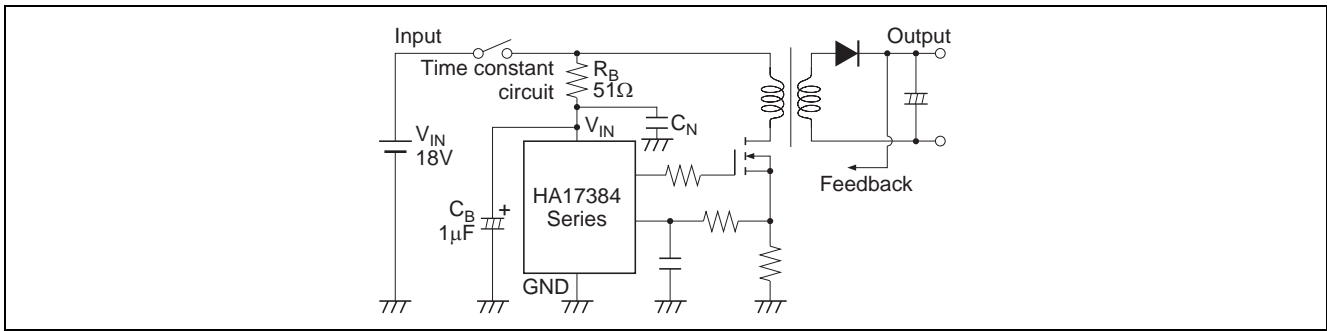 Input
Output
Time constant
circuit
R_B
51Ω
C_N
V_IN
V_IN
18V
HA17384
Series
Feedback
C_B
+
1μF
GND